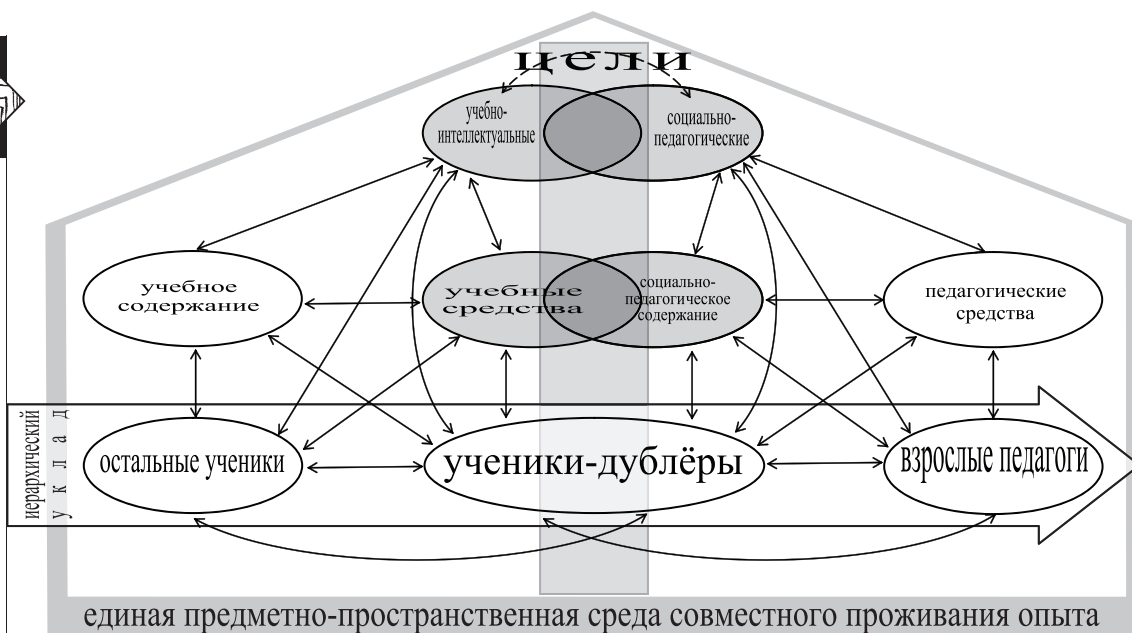 цели
учебно-
интеллектуальные
социально-
педагогические
учебное
содержание
учебные
средства
социально-
педагогическое
содержание
педагогические
средства
иерархический
уклад
остальные ученики
ученики-дублёры
взрослые педагоги
единая предметно-пространственная среда совместного проживания опыта